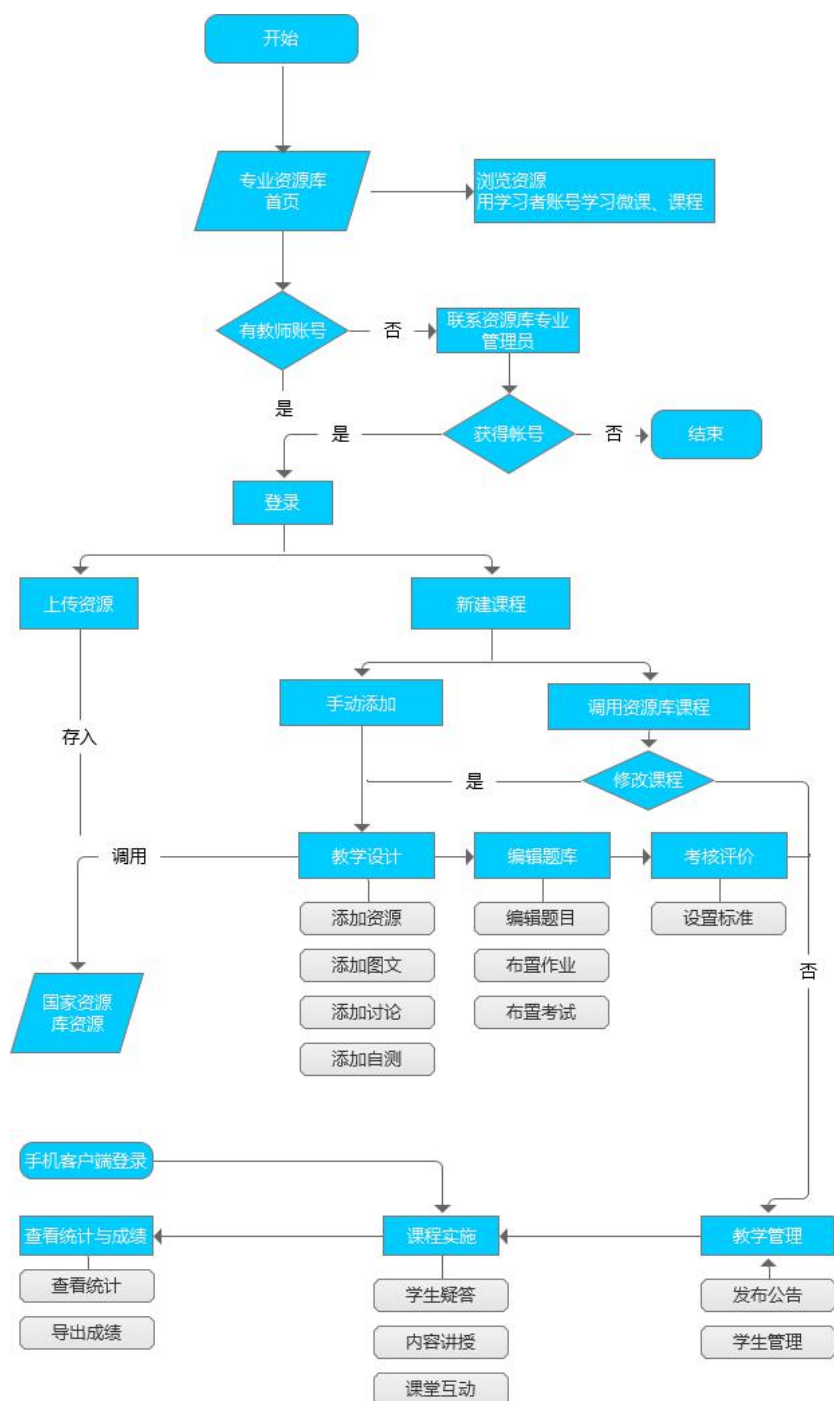 开始
专业资源库
首页
浏览资源
用学习者账号学习微课、课程
有教师账号
否
联系资源库专业
管理员
是
是
获得帐号
否
结束
登录
上传资源
新建课程
手动添加
调用资源库课程
存入
是
修改课程
调用
教学设计
编辑题库
考核评价
添加资源
编辑题目
设置标准
添加图文
布置作业
否
国家资源
库资源
添加讨论
布置考试
添加自测
手机客户端登录
查看统计与成绩
课程实施
教学管理
查看统计
学生疑答
发布公告
导出成绩
内容讲授
学生管理
课堂互动